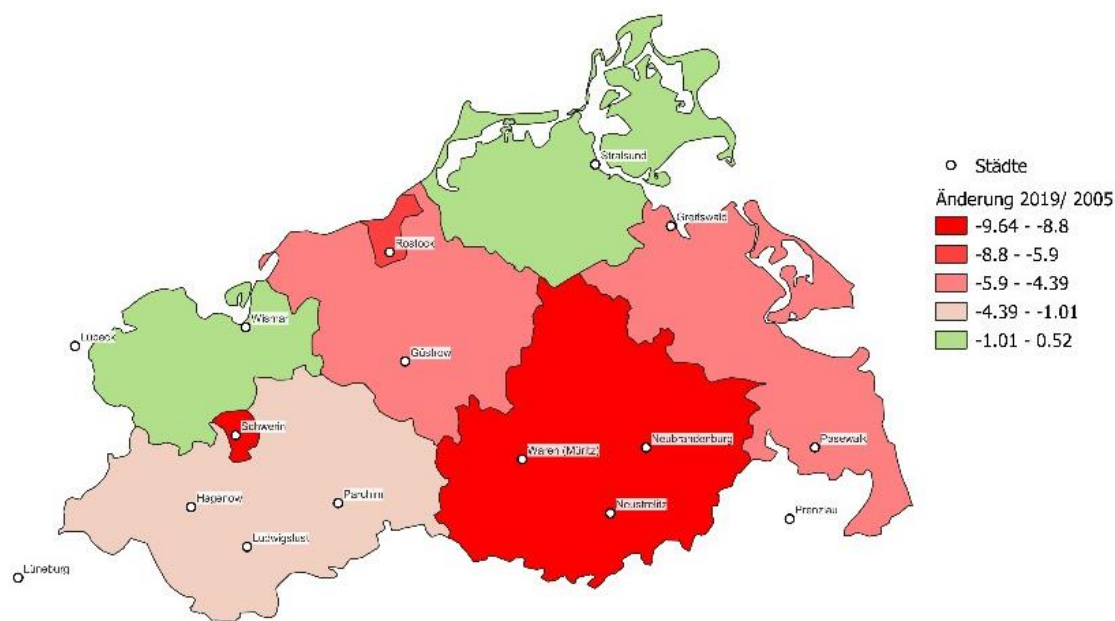 Stralsund
Städte
Änderung 2019/ 2005
Greifswald
-9.64 - -8.8
Rostock
-8.8 - -5.9
-5.9 - -4.39
-4.39 - -1.01
Wismar
-1.01 - 0.52
Lübeck
Güstrow
Schwerin
Neubrandenburg
Pasewalk
Waren (Müritz)
Parchim
Hagenow
Neustrelitz
Prenzlau
Ludwigslust
Lüneburg